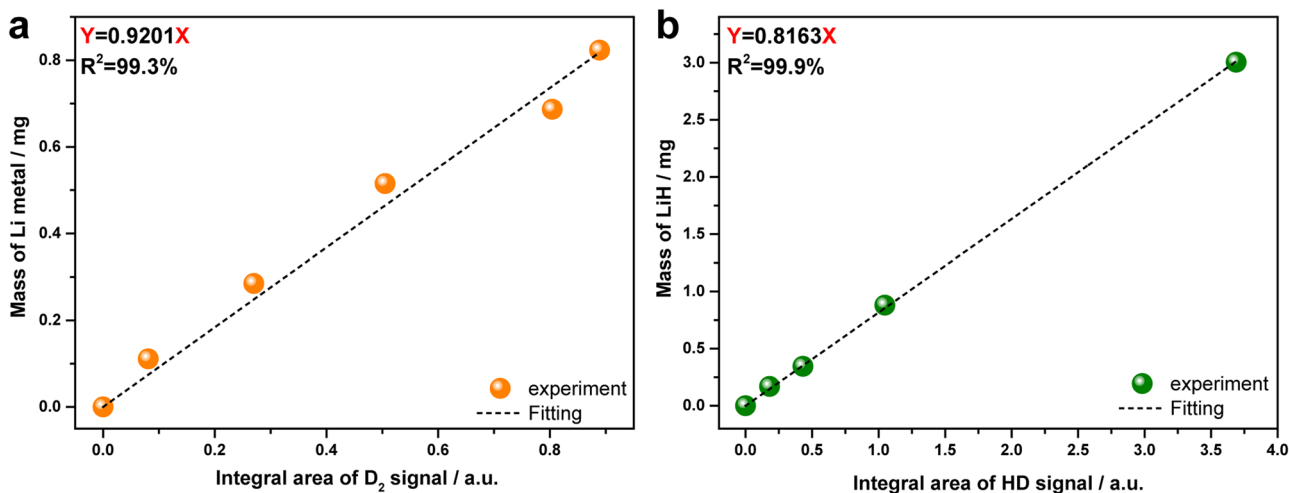 a
Y=0.9201X
R²=99.3%
Mass of Li metal / mg
0.8
0.6
0.4
0.2
0.0
experiment
Fitting
0.0 0.2 0.4 0.6 0.8
Integral area of D₂ signal / a.u.
b
Y=0.8163X
R²=99.9%
Mass of LiH / mg
3.0
2.5
2.0
1.5
1.0
0.5
0.0
experiment
Fitting
0.0 0.5 1.0 1.5 2.0 2.5 3.0 3.5 4.0
Integral area of HD signal / a.u.